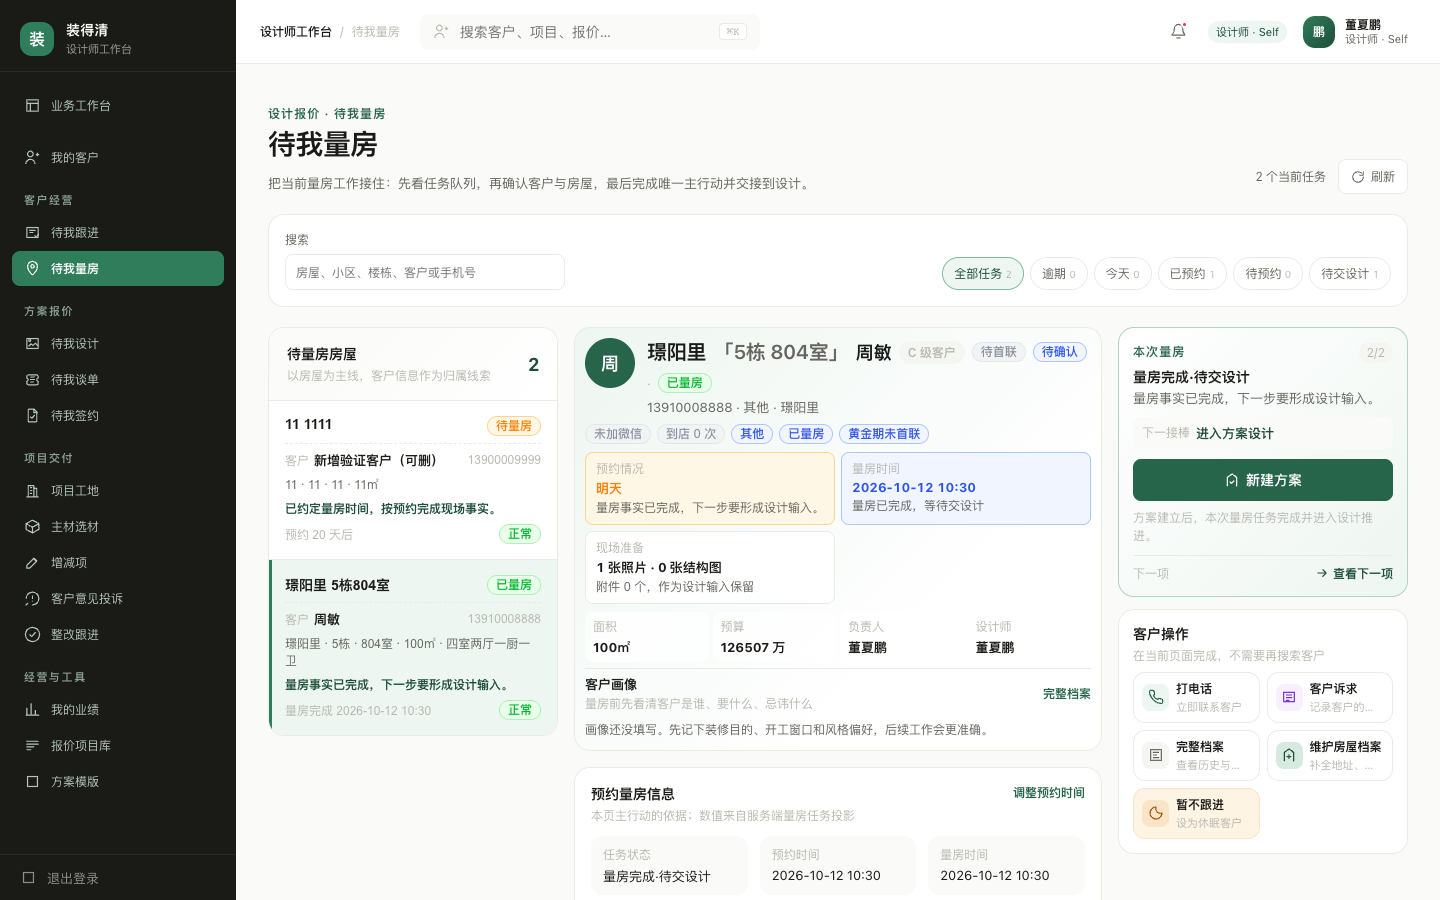 装
装得清
设计师工作台
业务工作台
我的客户
客户经营
待我跟进
待我量房
方案报价
待我设计
待我谈单
待我签约
项目交付
项目工地
主材选材
增减项
客户意见投诉
整改跟进
经营与工具
我的业绩
报价项目库
方案模版
退出登录
设计师工作台 / 待我量房
搜索客户、项目、报价...
⌘K
设计师 · Self
鹏
董夏鹏
设计师 · Self
设计报价 · 待我量房
待我量房
把当前量房工作接住：先看任务队列，再确认客户与房屋，最后完成唯一主行动并交接到设计。
2 个当前任务
刷新
搜索
房屋、小区、楼栋、客户或手机号
全部任务 2
逾期 0
今天 0
已预约 1
待预约 0
待交设计 1
待量房房屋
以房屋为主线，客户信息作为归属线索
2
11 1111
待量房
客户 新增验证客户（可删） 13900009999
11 · 11 · 11 · 11㎡
已约定量房时间，按预约完成现场事实。
预约 20 天后
正常
璟阳里 5栋804室
已量房
客户 周敏 13910008888
璟阳里 · 5栋 · 804室 · 100㎡ · 四室两厅一厨一
卫
量房事实已完成，下一步要形成设计输入。
量房完成 2026-10-12 10:30
正常
周
璟阳里 「5栋 804室」 周敏 C 级客户 待首联 待确认
· 已量房
13910008888 · 其他 · 璟阳里
未加微信 到店 0 次 其他 已量房 黄金期未首联
预约情况
明天
量房事实已完成，下一步要形成设计输入。
量房时间
2026-10-12 10:30
量房已完成，等待交设计
现场准备
1 张照片 · 0 张结构图
附件 0 个，作为设计输入保留
面积
100㎡
预算
126507 万
负责人
董夏鹏
设计师
董夏鹏
客户画像
量房前先看清客户是谁、要什么、忌讳什么
完整档案
画像还没填写。先记下装修目的、开工窗口和风格偏好，后续工作会更准确。
预约量房信息
本页主行动的依据；数值来自服务端量房任务投影
调整预约时间
任务状态
量房完成·待交设计
预约时间
2026-10-12 10:30
量房时间
2026-10-12 10:30
本次量房
2/2
量房完成·待交设计
量房事实已完成，下一步要形成设计输入。
下一接棒 进入方案设计
新建方案
方案建立后，本次量房任务完成并进入设计推
进。
下一项
→ 查看下一项
客户操作
在当前页面完成，不需要再搜索客户
打电话
立即联系客户
客户诉求
记录客户的...
完整档案
查看历史与...
维护房屋档案
补全地址、...
暂不跟进
设为休眠客户